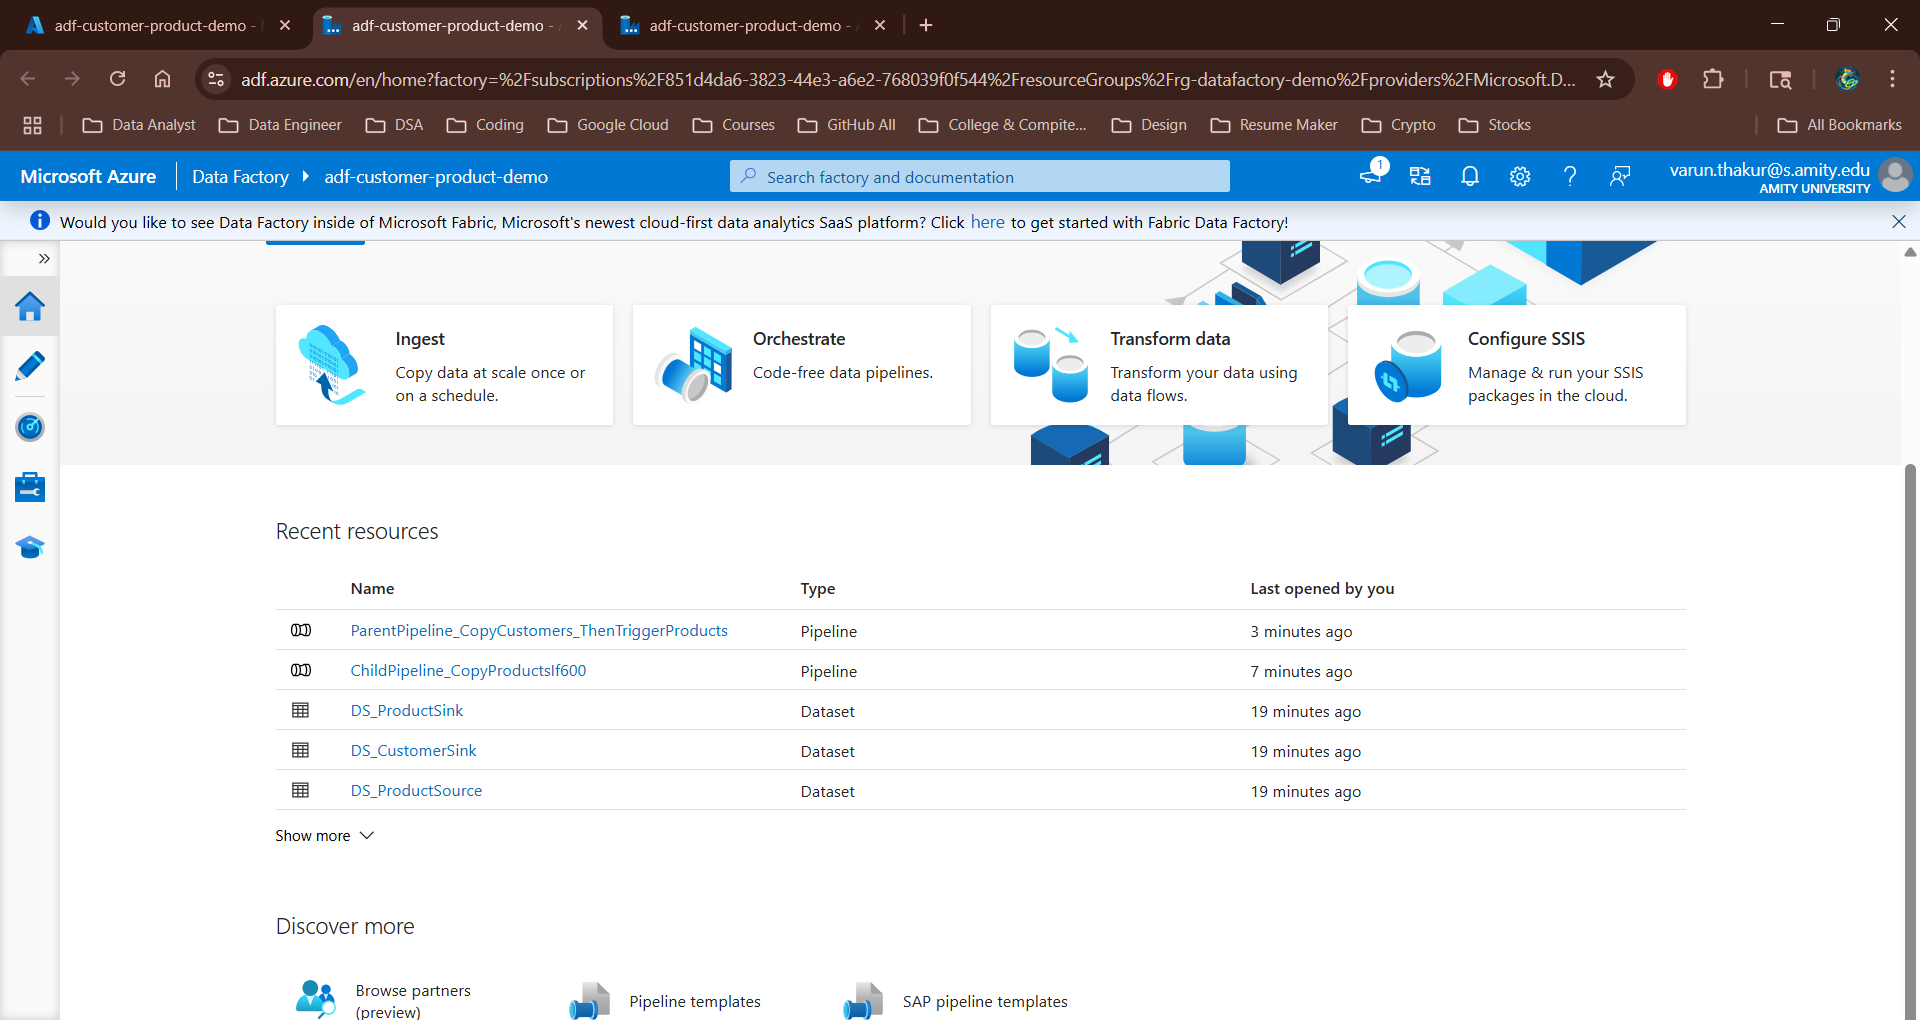 adf-customer-product-demo -
adf-customer-product-demo -
adf-customer-product-demo -
adf.azure.com/en/home?factory=%2Fsubscriptions%2F851d4da6-3823-44e3-a6e2-768039f0f544%2FresourceGroups%2Frg-datafactory-demo%2Fproviders%2FMicrosoft.D...
Data Analyst
Data Engineer
DSA
Coding
Google Cloud
Courses
GitHub All
College & Compite...
Design
Resume Maker
Crypto
Stocks
All Bookmarks
Microsoft Azure
Data Factory
adf-customer-product-demo
Search factory and documentation
1
varun.thakur@s.amity.edu
AMITY UNIVERSITY
Would you like to see Data Factory inside of Microsoft Fabric, Microsoft's newest cloud-first data analytics SaaS platform? Click here to get started with Fabric Data Factory!
Ingest
Copy data at scale once or
on a schedule.
Orchestrate
Code-free data pipelines.
Transform data
Transform your data using
data flows.
Configure SSIS
Manage & run your SSIS
packages in the cloud.
Recent resources
Name Type Last opened by you
ParentPipeline_CopyCustomers_ThenTriggerProducts Pipeline 3 minutes ago
ChildPipeline_CopyProductsIf600 Pipeline 7 minutes ago
DS_ProductSink Dataset 19 minutes ago
DS_CustomerSink Dataset 19 minutes ago
DS_ProductSource Dataset 19 minutes ago
Show more
Discover more
Browse partners
(preview)
Pipeline templates
SAP pipeline templates